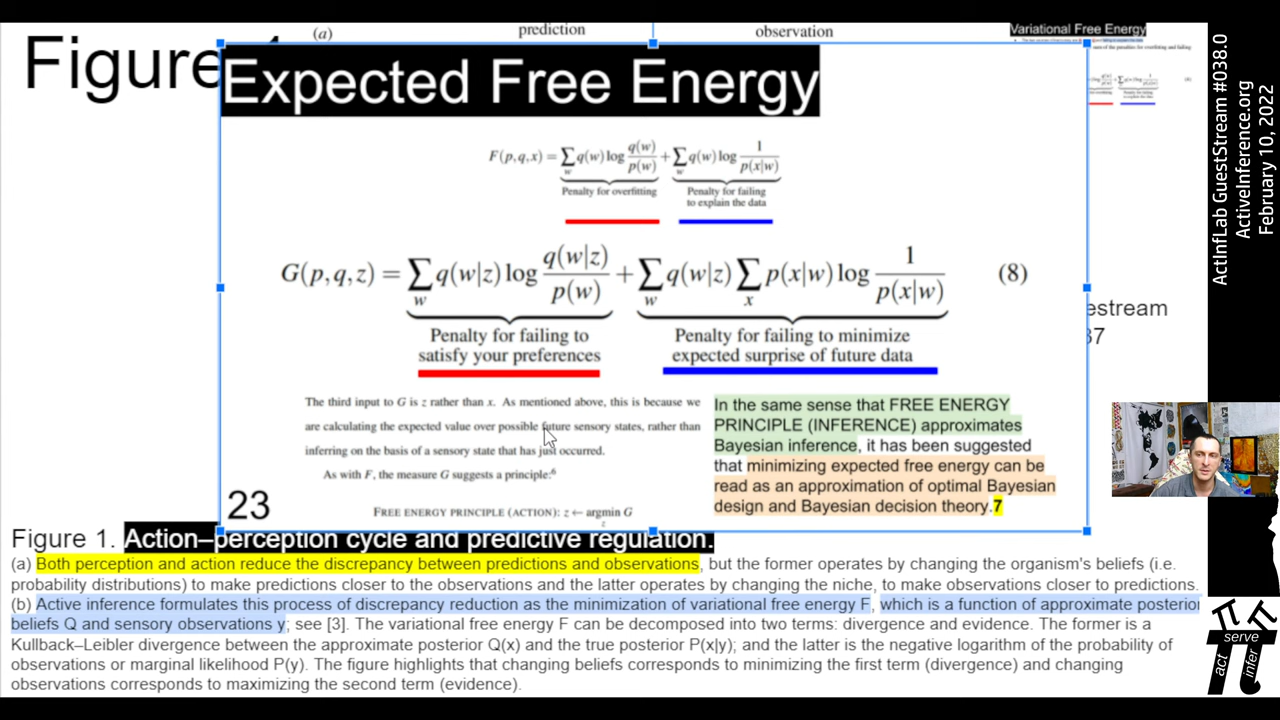 (a)
prediction
observation
Variational Free Energy
Figure
Expected Free Energy
F(p,q,x) = ∑_w q(w) log q(w)/p(w) + ∑_w q(w) log 1/p(x|w)
Penalty for overfitting
Penalty for failing
to explain the data
G(p,q,z) = ∑_w q(w|z) log q(w|z)/p(w) + ∑_w q(w|z) ∑_x p(x|w) log 1/p(x|w) (8)
Penalty for failing to
satisfy your preferences
Penalty for failing to minimize
expected surprise of future data
The third input to G is z rather than x. As mentioned above, this is because we
are calculating the expected value over possible future sensory states, rather than
inferring on the basis of a sensory state that has just occurred.
As with F, the measure G suggests a principle:6
FREE ENERGY PRINCIPLE (ACTION): z ← argmin G
z
In the same sense that FREE ENERGY
PRINCIPLE (INFERENCE) approximates
Bayesian inference, it has been suggested
that minimizing expected free energy can be
read as an approximation of optimal Bayesian
design and Bayesian decision theory.7
23
estream
37
Figure 1. Action–perception cycle and predictive regulation.
(a) Both perception and action reduce the discrepancy between predictions and observations, but the former operates by changing the organism's beliefs (i.e.
probability distributions) to make predictions closer to the observations and the latter operates by changing the niche, to make observations closer to predictions.
(b) Active inference formulates this process of discrepancy reduction as the minimization of variational free energy F, which is a function of approximate posterior
beliefs Q and sensory observations y; see [3]. The variational free energy F can be decomposed into two terms: divergence and evidence. The former is a
Kullback–Leibler divergence between the approximate posterior Q(x) and the true posterior P(x|y); and the latter is the negative logarithm of the probability of
observations or marginal likelihood P(y). The figure highlights that changing beliefs corresponds to minimizing the first term (divergence) and changing
observations corresponds to maximizing the second term (evidence).
ActInfLab GuestStream #038.0
ActiveInference.org
February 10, 2022
serve
act
infer